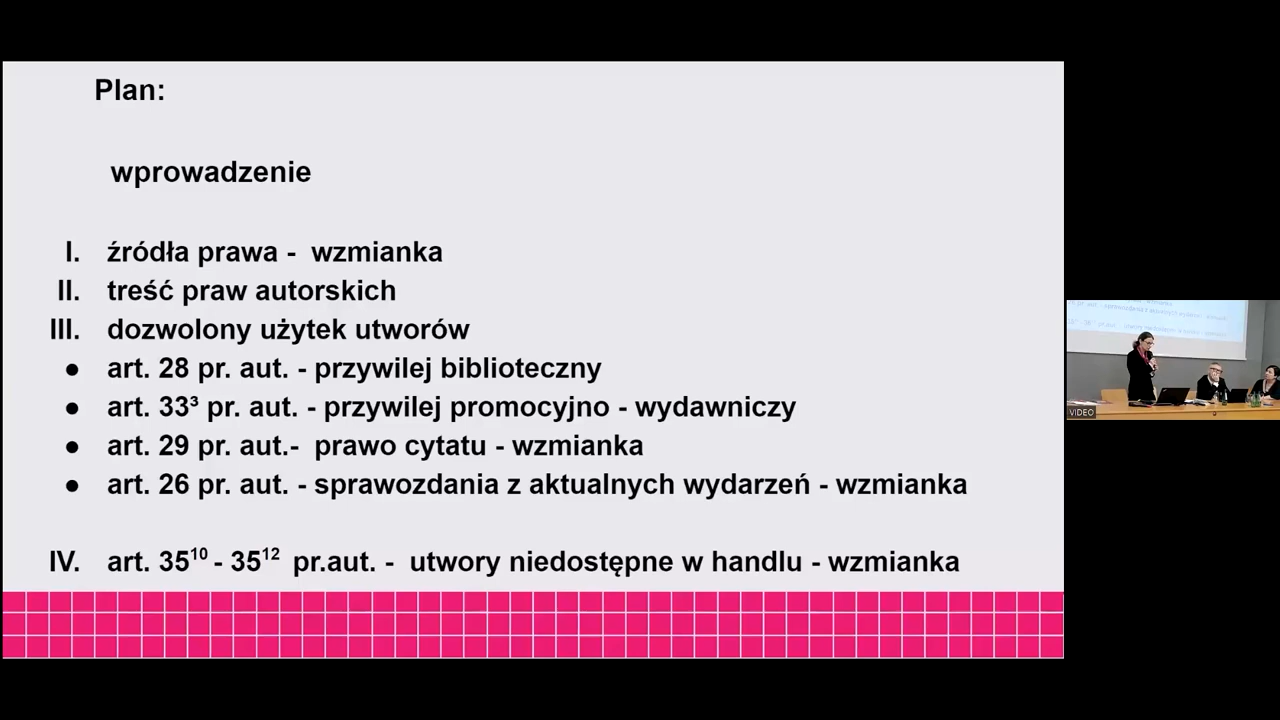 Plan:
wprowadzenie
I. źródła prawa - wzmianka
II. treść praw autorskich
III. dozwolony użytek utworów
● art. 28 pr. aut. - przywilej biblioteczny
● art. 33³ pr. aut. - przywilej promocyjno - wydawniczy
● art. 29 pr. aut.- prawo cytatu - wzmianka
● art. 26 pr. aut. - sprawozdania z aktualnych wydarzeń - wzmianka
IV. art. 35¹⁰ - 35¹² pr.aut. - utwory niedostępne w handlu - wzmianka
VIDEO